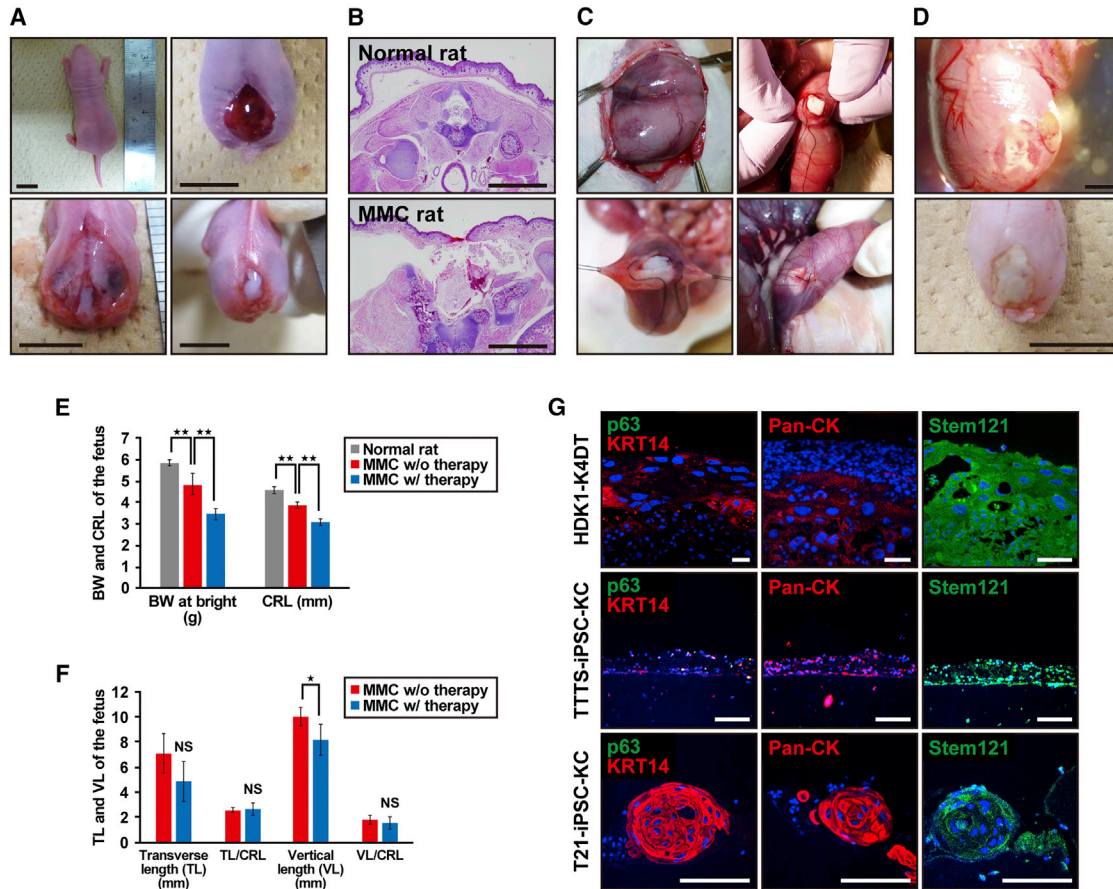 A
B
C
D
Normal rat
MMC rat
E
BW and CRL of the fetus
7
6
5
4
3
2
1
0
★★
★★
★★
★★
BW at bright
(g)
CRL (mm)
Normal rat
MMC w/o therapy
MMC w/ therapy
F
TL and VL of the fetus
12
10
8
6
4
2
0
NS
NS
★
NS
Transverse
length (TL)
(mm)
TL/CRL
Vertical
length (VL)
(mm)
VL/CRL
MMC w/o therapy
MMC w/ therapy
G
HDK1-K4DT
p63
KRT14
Pan-CK
Stem121
TTTS-iPSC-KC
p63
KRT14
Pan-CK
Stem121
T21-iPSC-KC
p63
KRT14
Pan-CK
Stem121